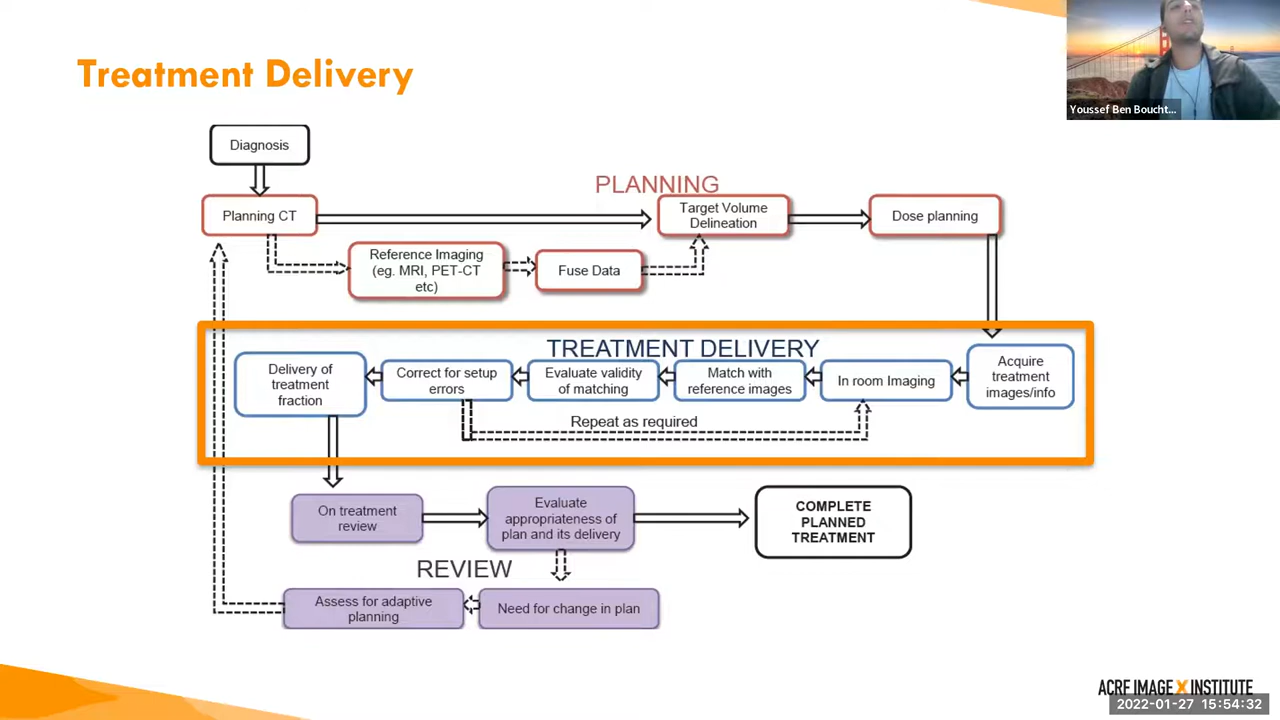 Treatment Delivery
Youssef Ben Boucht...
Diagnosis
PLANNING
Planning CT
Target Volume
Delineation
Dose planning
Reference Imaging
(eg. MRI, PET-CT
etc)
Fuse Data
TREATMENT DELIVERY
Delivery of
treatment
fraction
Correct for setup
errors
Evaluate validity
of matching
Match with
reference images
In room Imaging
Acquire
treatment
images/info
Repeat as required
On treatment
review
Evaluate
appropriateness of
plan and its delivery
COMPLETE
PLANNED
TREATMENT
REVIEW
Assess for adaptive
planning
Need for change in plan
ACRF IMAGE X INSTITUTE
2022-01-27 15:54:32